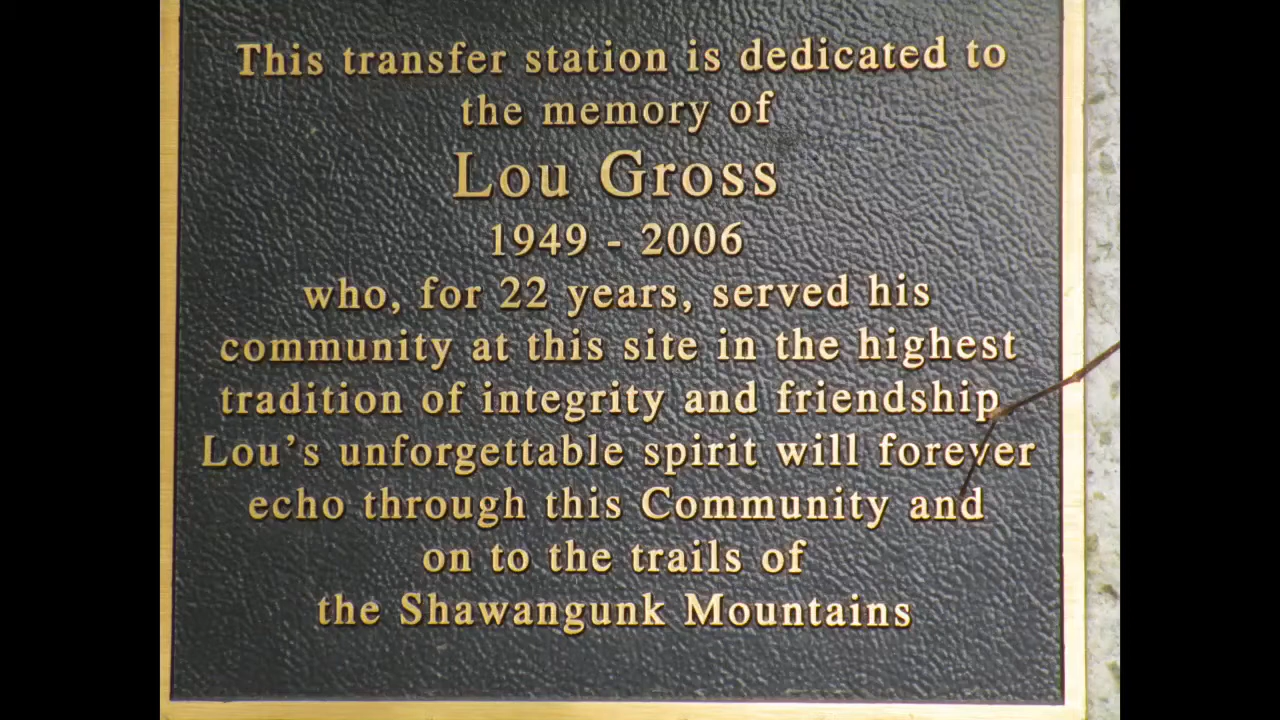 This transfer station is dedicated to
the memory of
Lou Gross
1949 - 2006
who, for 22 years, served his
community at this site in the highest
tradition of integrity and friendship
Lou's unforgettable spirit will forever
echo through this Community and
on to the trails of
the Shawangunk Mountains